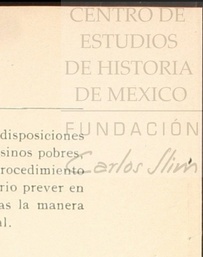 CENTRO DE
ESTUDIOS
DE HISTORIA
DE MEXICO
FUNDACIÓN
Carlos Slim
disposiciones
sinos pobres,
rocedimiento
rio prever en
as la manera
l.